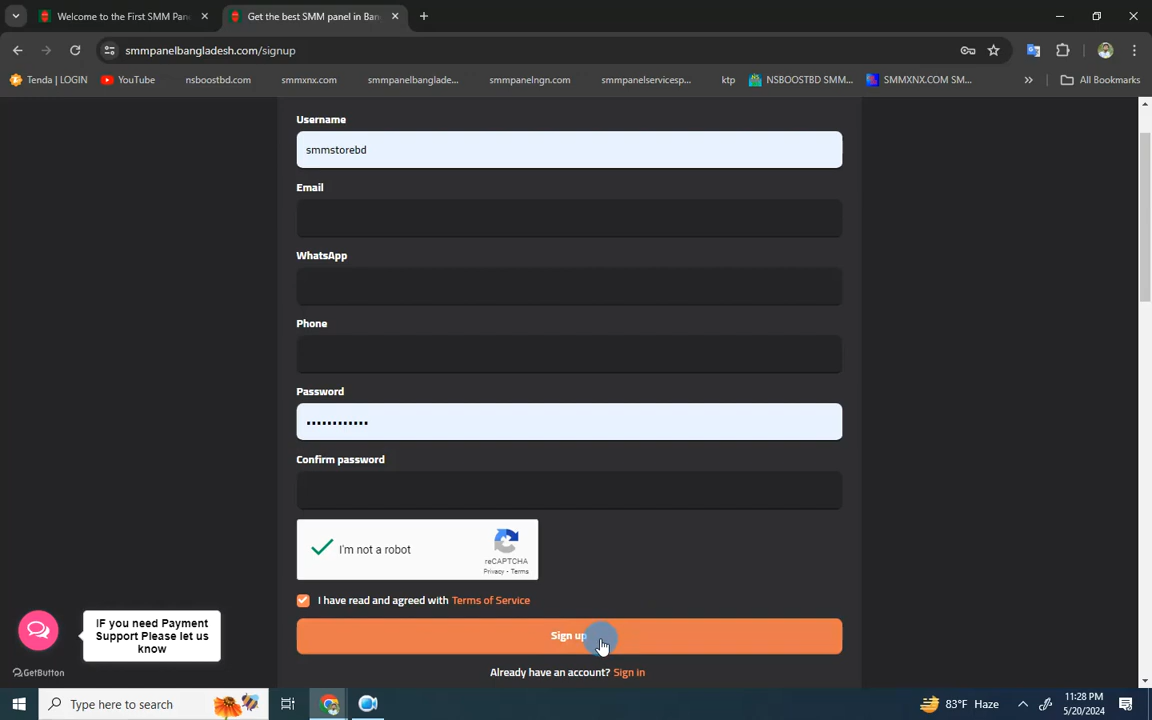 Welcome to the First SMM Pan
Get the best SMM panel in Ban
smmpanelbangladesh.com/signup
Tenda | LOGIN
YouTube
nsboostbd.com
smmxnx.com
smmpanelbanglade...
smmpanelngn.com
smmpanelservicesp...
ktp
NSBOOSTBD SMM...
SMMXNX.COM SM...
»
All Bookmarks
Username
smmstorebd
Email
WhatsApp
Phone
Password
••••••••••••
Confirm password
I'm not a robot
reCAPTCHA
Privacy - Terms
I have read and agreed with Terms of Service
Sign up
Already have an account? Sign in
IF you need Payment
Support Please let us
know
GetButton
Type here to search
83°F Haze
11:28 PM
5/20/2024